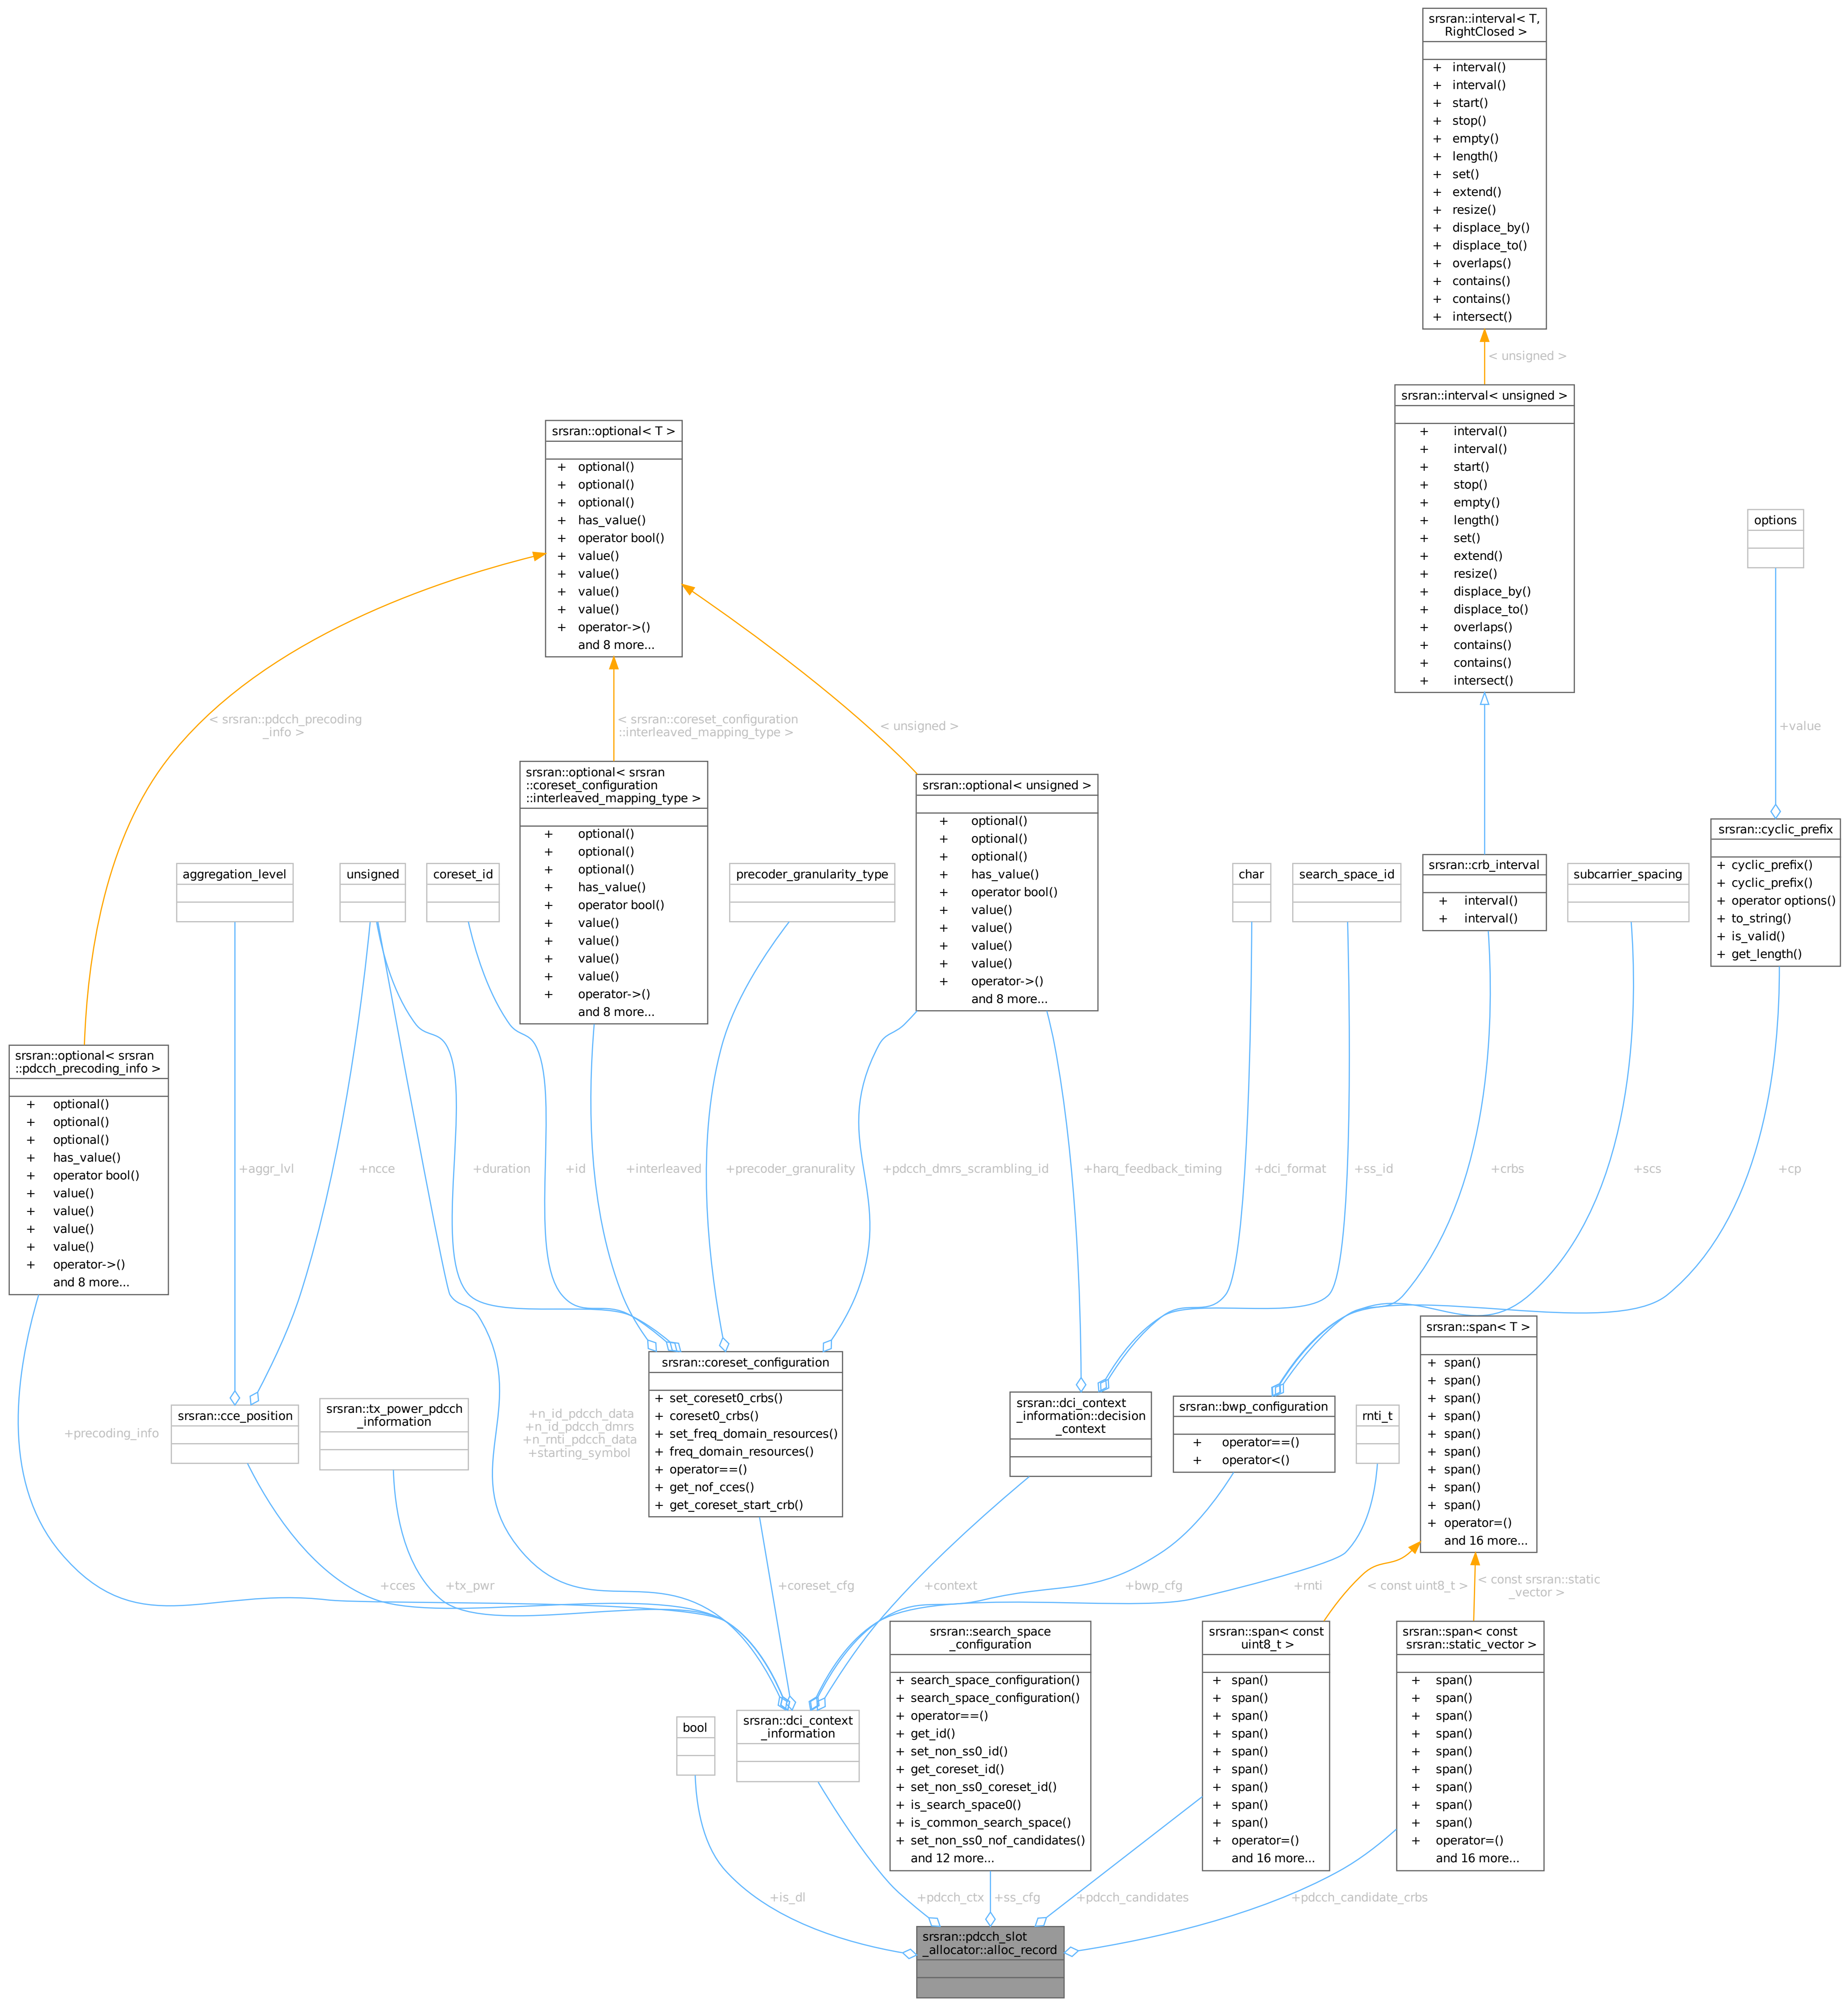 srsran::interval< T,
RightClosed >
+ interval()
+ interval()
+ start()
+ stop()
+ empty()
+ length()
+ set()
+ extend()
+ resize()
+ displace_by()
+ displace_to()
+ overlaps()
+ contains()
+ contains()
+ intersect()
< unsigned >
srsran::interval< unsigned >
+ interval()
+ interval()
+ start()
+ stop()
+ empty()
+ length()
+ set()
+ extend()
+ resize()
+ displace_by()
+ displace_to()
+ overlaps()
+ contains()
+ contains()
+ intersect()
srsran::optional< T >
+ optional()
+ optional()
+ optional()
+ has_value()
+ operator bool()
+ value()
+ value()
+ value()
+ value()
+ operator->()
and 8 more...
options
< srsran::pdcch_precoding
_info >
< srsran::coreset_configuration
::interleaved_mapping_type >
< unsigned >
+value
srsran::optional< srsran
::coreset_configuration
::interleaved_mapping_type >
+ optional()
+ optional()
+ optional()
+ has_value()
+ operator bool()
+ value()
+ value()
+ value()
+ value()
+ operator->()
and 8 more...
srsran::optional< unsigned >
+ optional()
+ optional()
+ optional()
+ has_value()
+ operator bool()
+ value()
+ value()
+ value()
+ value()
+ operator->()
and 8 more...
srsran::cyclic_prefix
+ cyclic_prefix()
+ cyclic_prefix()
+ operator options()
+ to_string()
+ is_valid()
+ get_length()
aggregation_level
unsigned
coreset_id
precoder_granularity_type
char
search_space_id
srsran::crb_interval
+ interval()
+ interval()
subcarrier_spacing
srsran::optional< srsran
::pdcch_precoding_info >
+ optional()
+ optional()
+ optional()
+ has_value()
+ operator bool()
+ value()
+ value()
+ value()
+ value()
+ operator->()
and 8 more...
+aggr_lvl
+ncce
+duration
+id
+interleaved
+precoder_granurality
+pdcch_dmrs_scrambling_id
+harq_feedback_timing
+dci_format
+ss_id
+crbs
+scs
+cp
srsran::span< T >
+ span()
+ span()
+ span()
+ span()
+ span()
+ span()
+ span()
+ span()
+ span()
+ operator=()
and 16 more...
srsran::coreset_configuration
+ set_coreset0_crbs()
+ coreset0_crbs()
+ set_freq_domain_resources()
+ freq_domain_resources()
+ operator==()
+ get_nof_cces()
+ get_coreset_start_crb()
srsran::dci_context
_information::decision
_context
srsran::bwp_configuration
+ operator==()
+ operator<()
rnti_t
srsran::cce_position
srsran::tx_power_pdcch
_information
+n_id_pdcch_data
+n_id_pdcch_dmrs
+n_rnti_pdcch_data
+starting_symbol
+precoding_info
+cces
+tx_pwr
+coreset_cfg
+context
+bwp_cfg
+rnti
< const uint8_t >
< const srsran::static
_vector >
srsran::search_space
_configuration
+ search_space_configuration()
+ search_space_configuration()
+ operator==()
+ get_id()
+ set_non_ss0_id()
+ get_coreset_id()
+ set_non_ss0_coreset_id()
+ is_search_space0()
+ is_common_search_space()
+ set_non_ss0_nof_candidates()
and 12 more...
srsran::span< const
uint8_t >
+ span()
+ span()
+ span()
+ span()
+ span()
+ span()
+ span()
+ span()
+ span()
+ operator=()
and 16 more...
srsran::span< const
srsran::static_vector >
+ span()
+ span()
+ span()
+ span()
+ span()
+ span()
+ span()
+ span()
+ span()
+ operator=()
and 16 more...
bool
srsran::dci_context
_information
+is_dl
+pdcch_ctx
+ss_cfg
+pdcch_candidates
+pdcch_candidate_crbs
srsran::pdcch_slot
_allocator::alloc_record